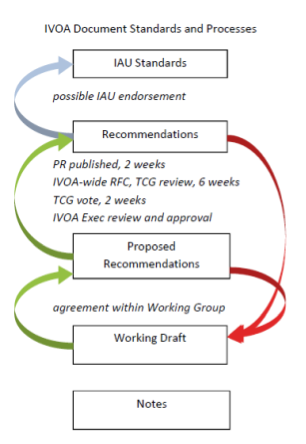 IVOA Document Standards and Processes
IAU Standards
possible IAU endorsement
Recommendations
PR published, 2 weeks
IVOA-wide RFC, TCG review, 6 weeks
TCG vote, 2 weeks
IVOA Exec review and approval
Proposed
Recommendations
agreement within Working Group
Working Draft
Notes